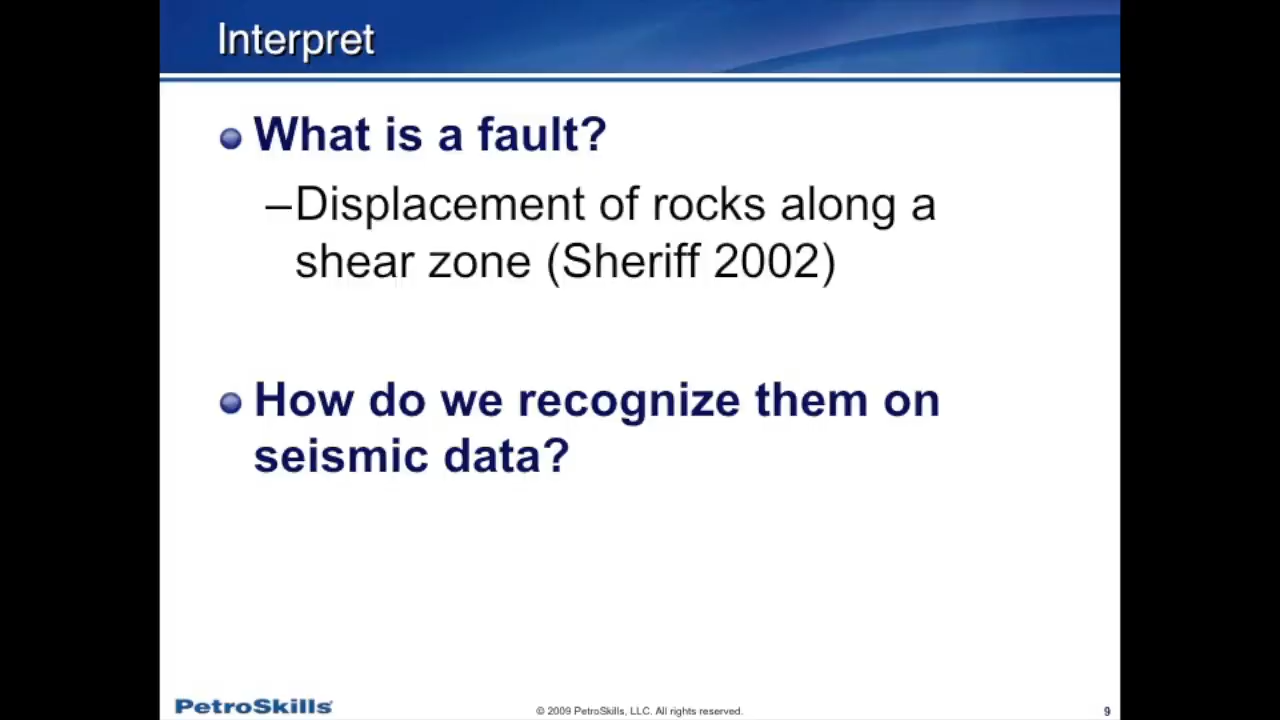 Interpret
What is a fault?
–Displacement of rocks along a
shear zone (Sheriff 2002)
How do we recognize them on
seismic data?
PetroSkills
© 2009 PetroSkills, LLC. All rights reserved.
9